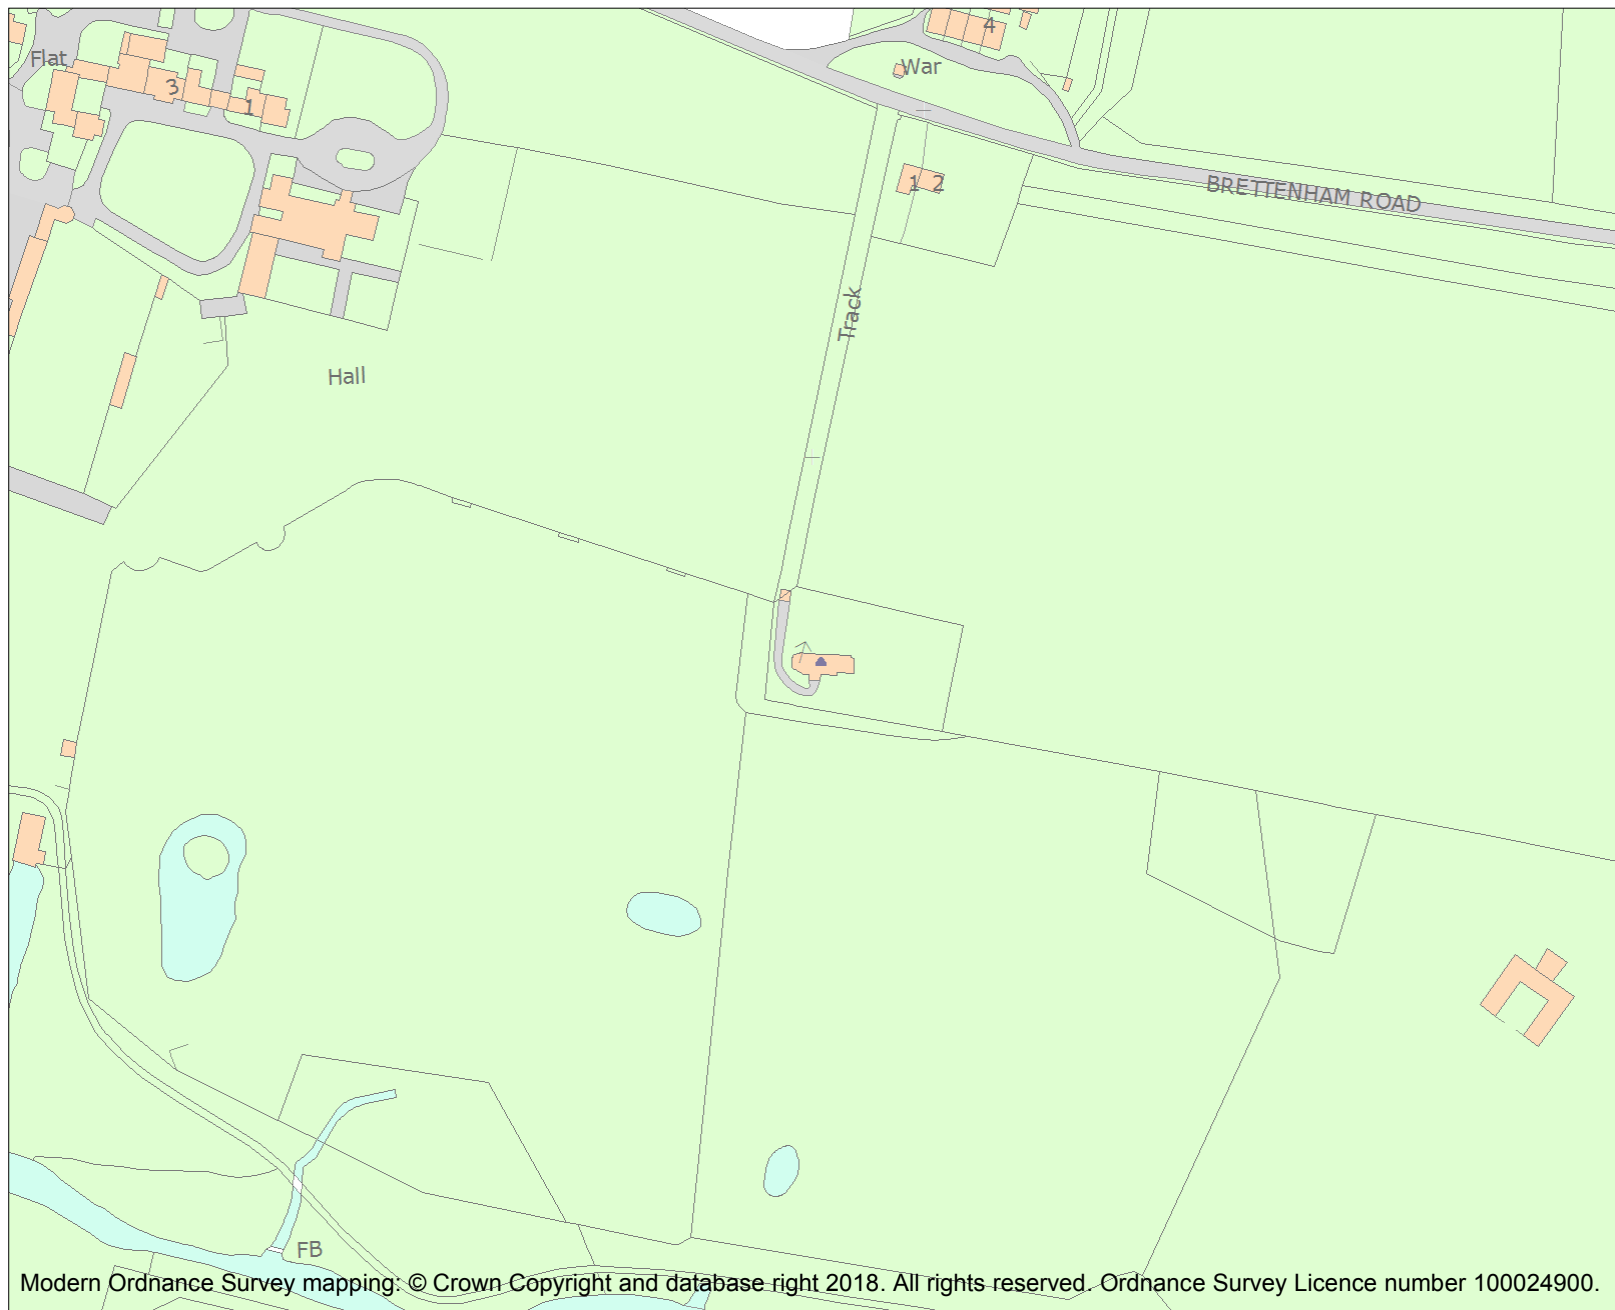 4
Flat
War
3
1
1 2
BRETTENHAM ROAD
Track
Hall
FB
Modern Ordnance Survey mapping: © Crown Copyright and database right 2018. All rights reserved. Ordnance Survey Licence number 100024900.